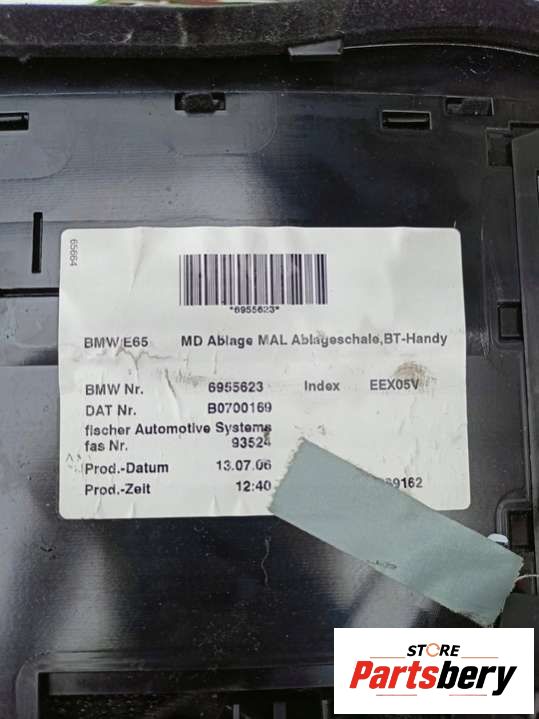 65664
*6955623*
BMW E65 MD Ablage MAL Ablageschale,BT-Handy
BMW Nr. 6955623 Index EEX05V
DAT Nr. B0700169
fischer Automotive Systems
fas Nr. 93524
Prod.-Datum 13.07.06
Prod.-Zeit 12:40 69162
STORE
Partsbery